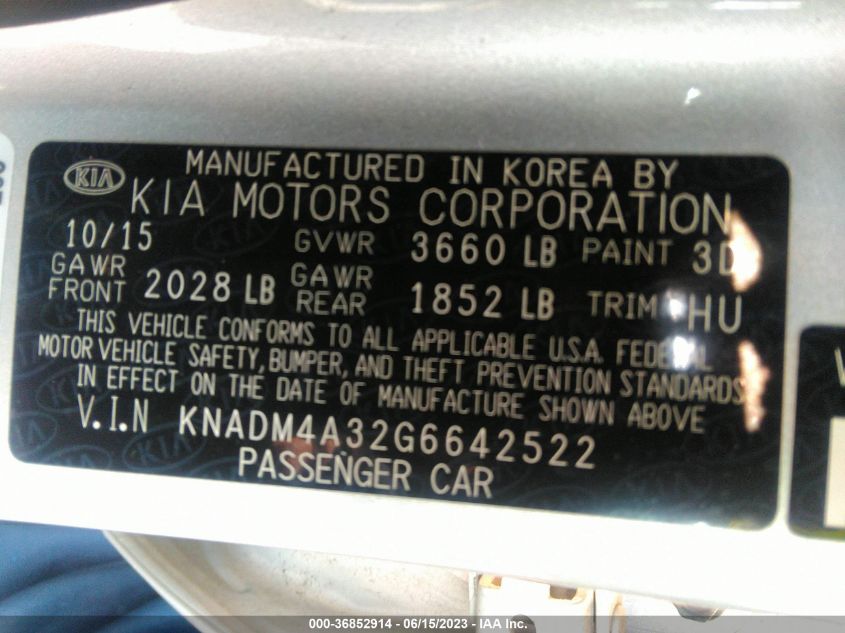 MANUFACTURED IN KOREA BY
KIA KIA MOTORS CORPORATION
10/15 GVWR 3660 LB PAINT 3D
GAWR FRONT 2028 LB GAWR REAR 1852 LB TRIM HU
THIS VEHICLE CONFORMS TO ALL APPLICABLE U.S.A. FEDERAL
MOTOR VEHICLE SAFETY, BUMPER, AND THEFT PREVENTION STANDARDS
IN EFFECT ON THE DATE OF MANUFACTURE SHOWN ABOVE
V.I.N KNADM4A32G6642522
PASSENGER CAR
000-36852914 - 06/15/2023 - IAA Inc.